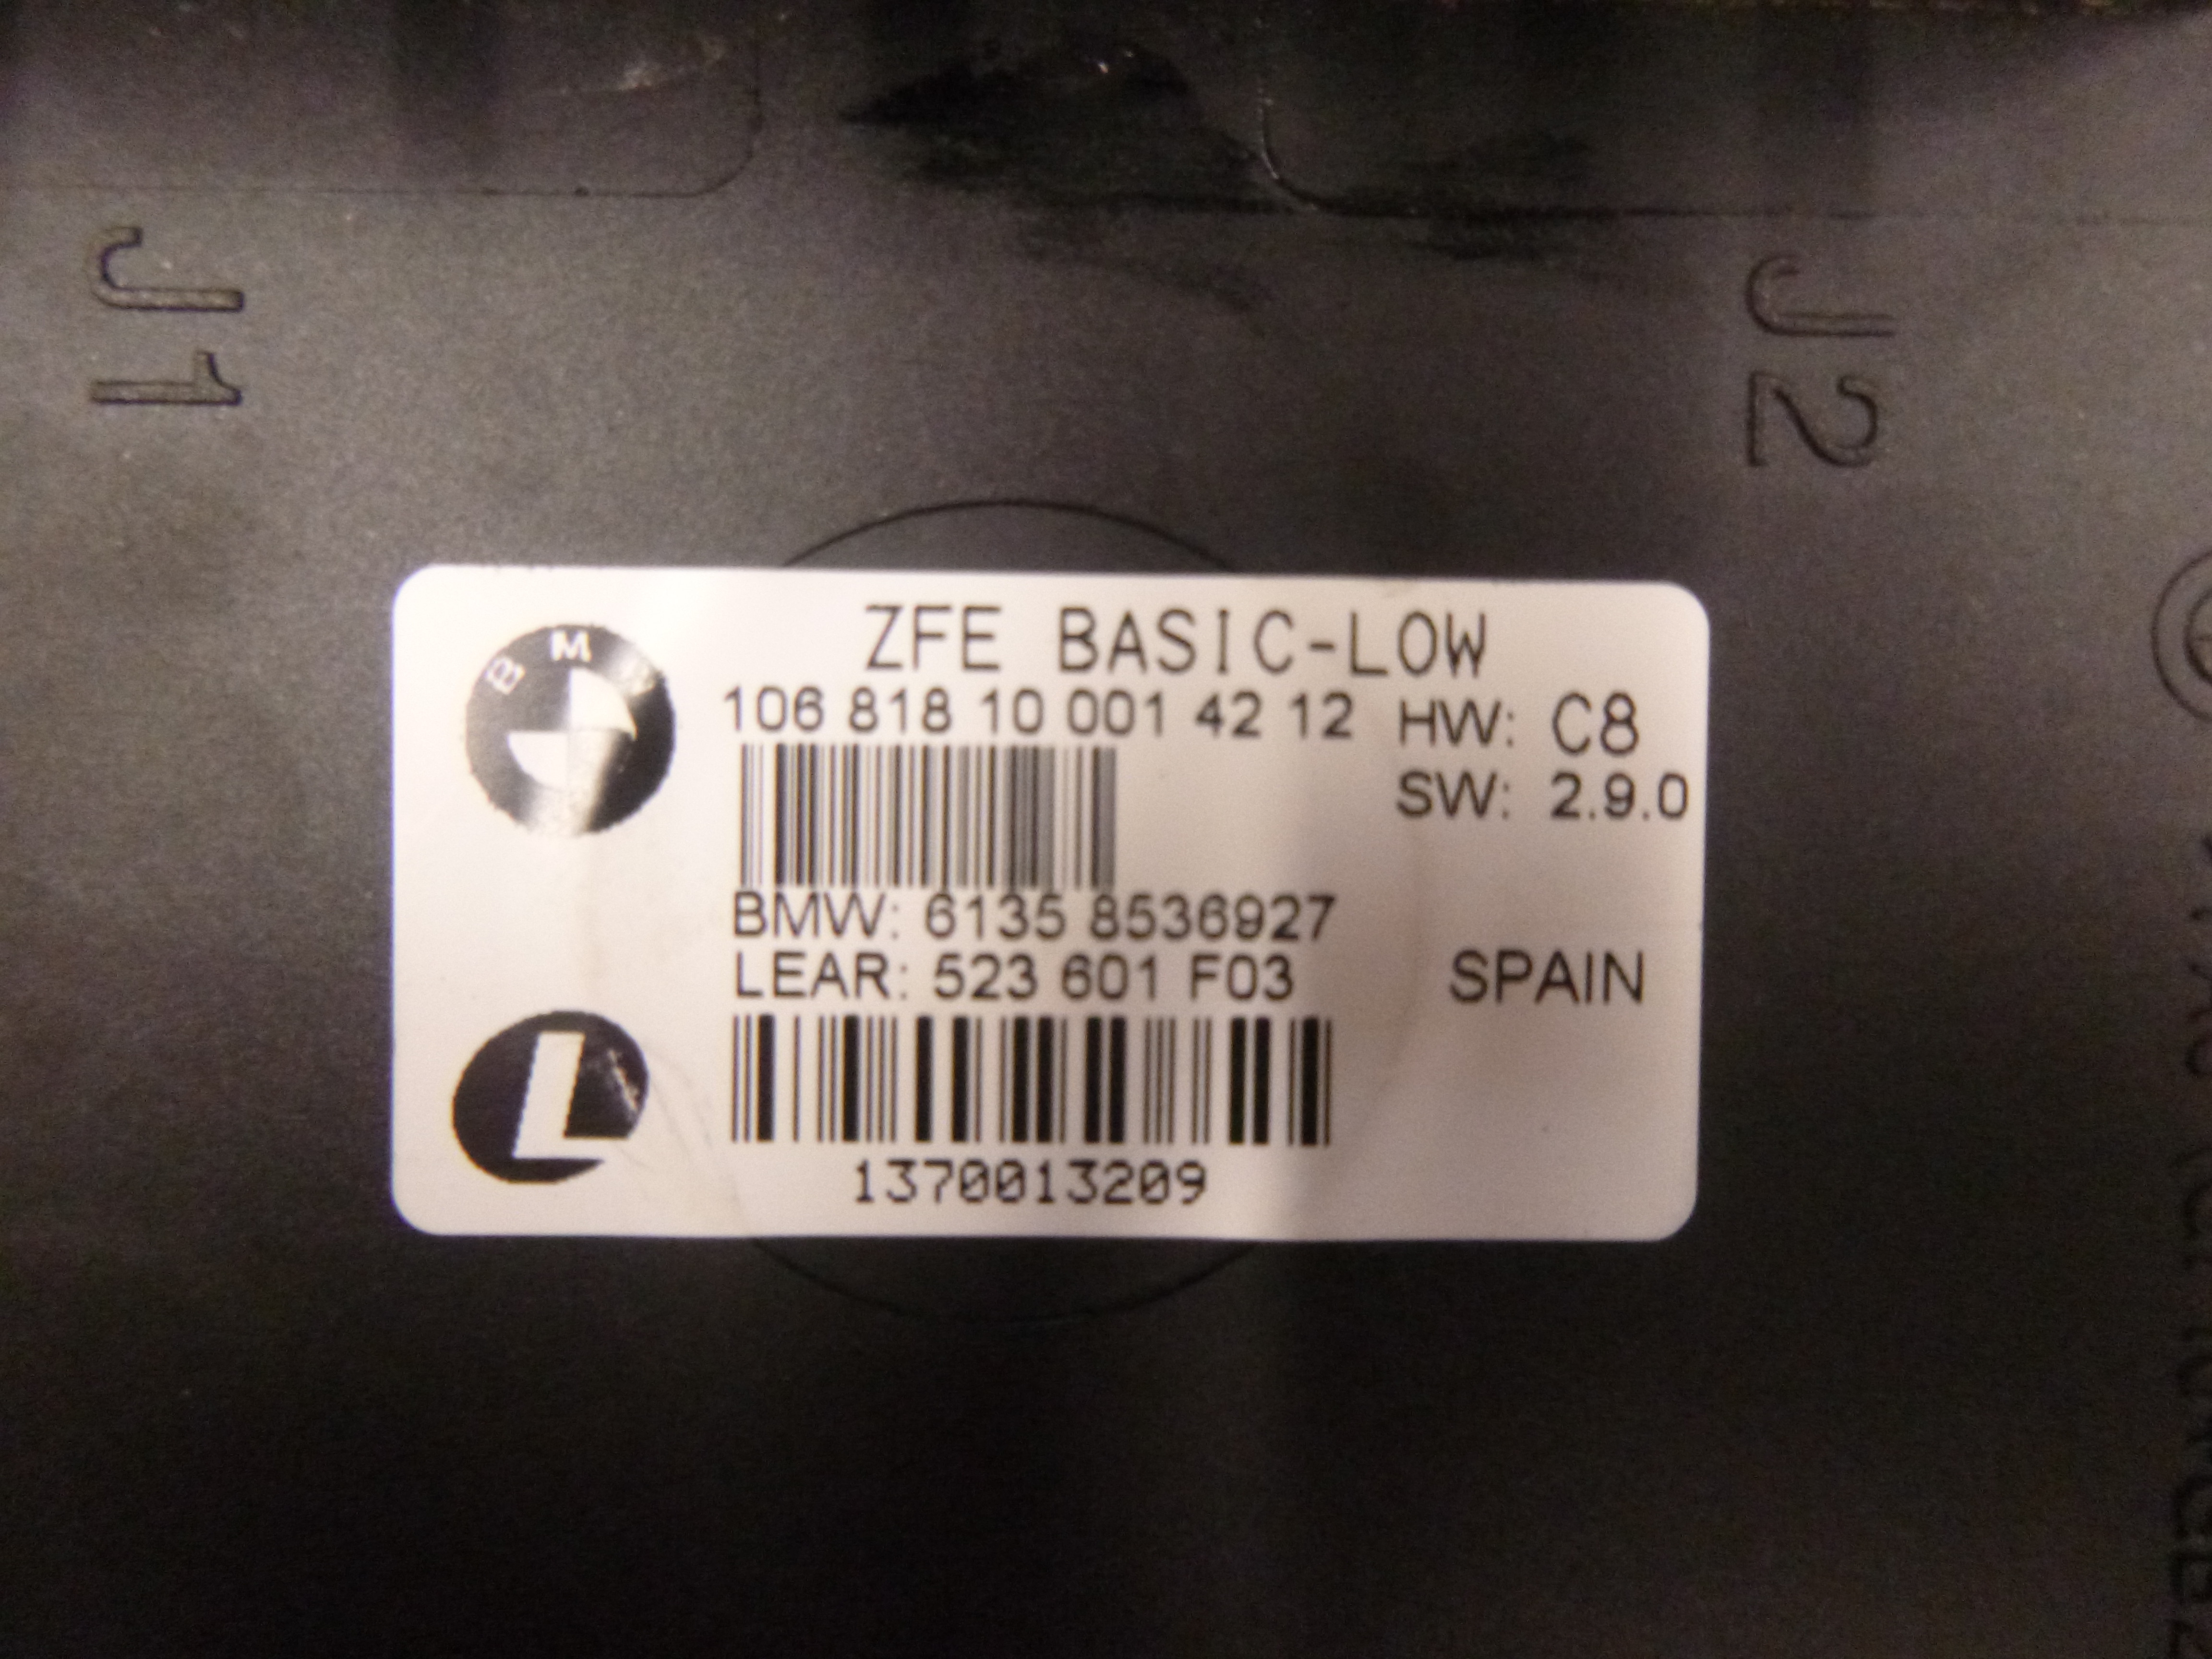 J1
J2
BMW
ZFE BASIC-LOW
106 818 10 001 42 12 HW: C8
SW: 2.9.0
BMW: 6135 8536927
LEAR: 523 601 F03 SPAIN
L
1370013209